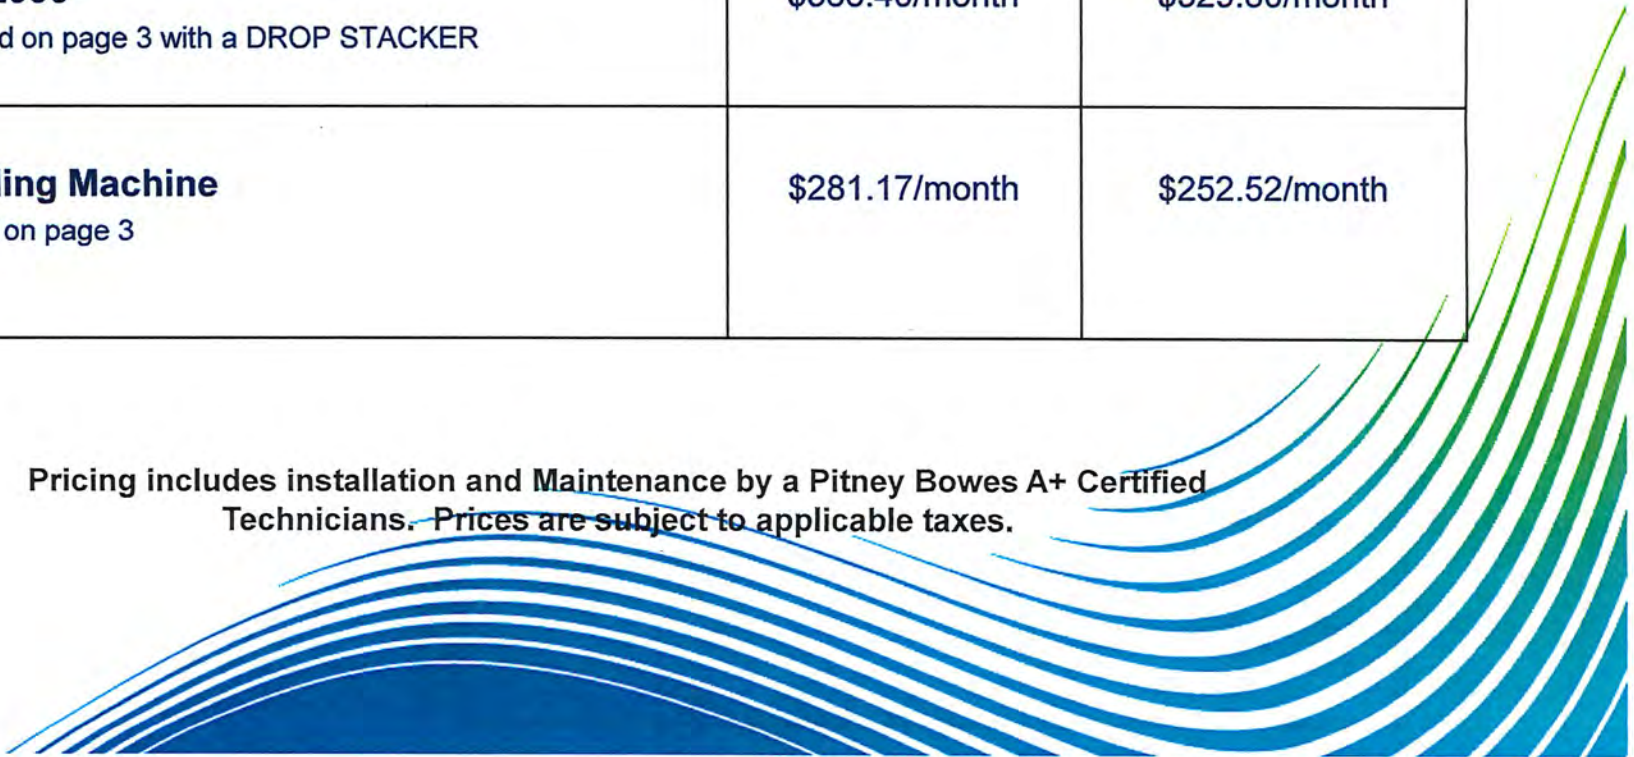 d on page 3 with a DROP STACKER
ling Machine
$281.17/month $252.52/month
on page 3
Pricing includes installation and Maintenance by a Pitney Bowes A+ Certified
Technicians. Prices are subject to applicable taxes.